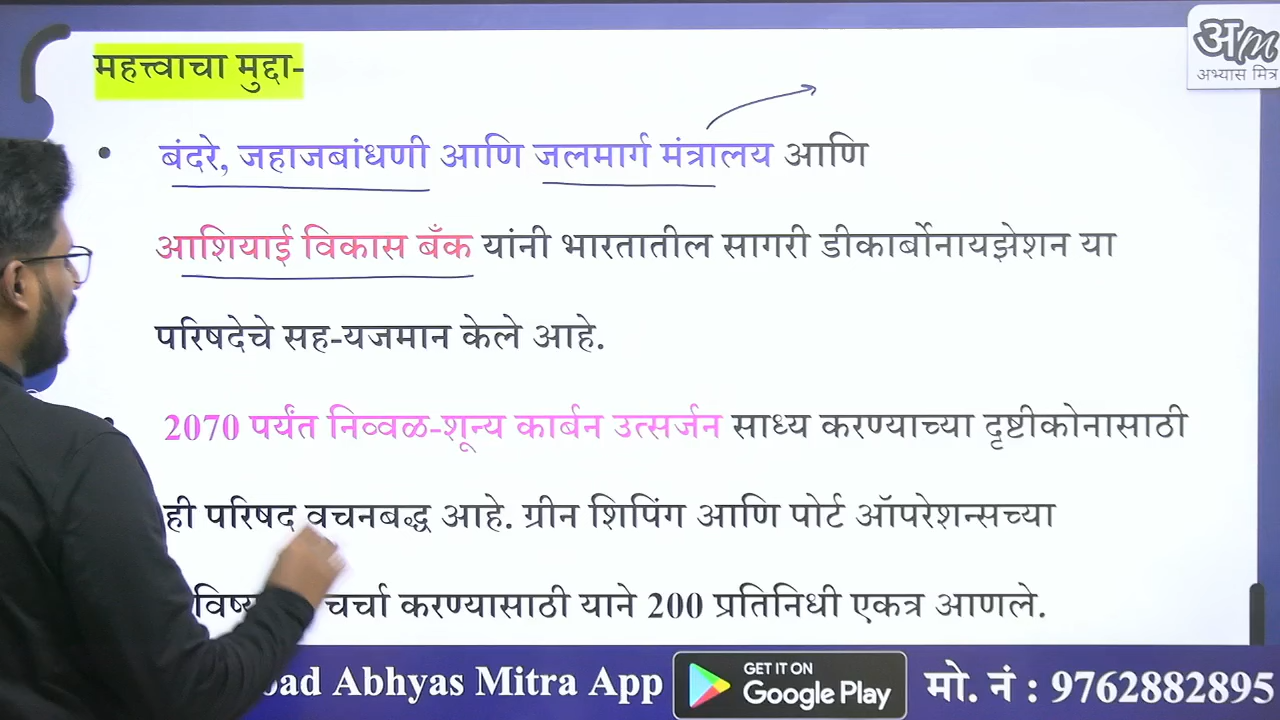 महत्त्वाचा मुद्दा-
अm
अभ्यास मित्र
• बंदरे, जहाजबांधणी आणि जलमार्ग मंत्रालय आणि
आशियाई विकास बँक यांनी भारतातील सागरी डीकार्बोनायझेशन या
परिषदेचे सह-यजमान केले आहे.
2070 पर्यंत निव्वळ-शून्य कार्बन उत्सर्जन साध्य करण्याच्या दृष्टीकोनासाठी
ही परिषद वचनबद्ध आहे. ग्रीन शिपिंग आणि पोर्ट ऑपरेशन्सच्या
चर्चा करण्यासाठी याने 200 प्रतिनिधी एकत्र आणले.
Abhyas Mitra App GET IT ON Google Play मो. नं : 9762882895